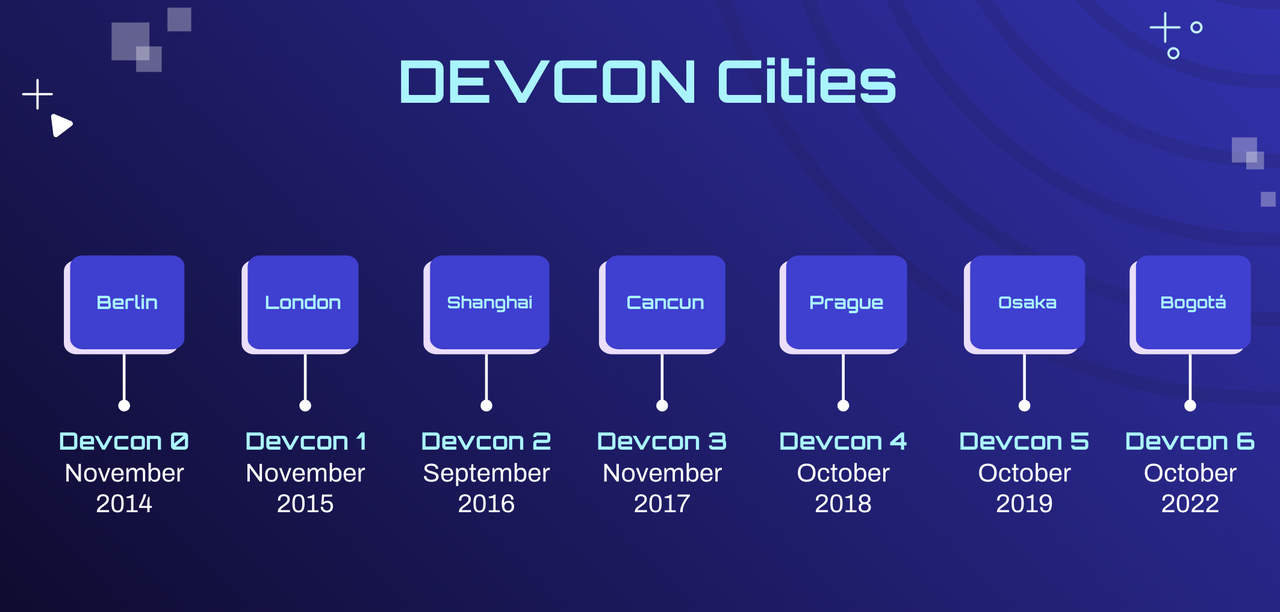 DEVCON Cities
Berlin
London
Shanghai
Cancun
Prague
Osaka
Bogotá
Devcon 0
November
2014
Devcon 1
November
2015
Devcon 2
September
2016
Devcon 3
November
2017
Devcon 4
October
2018
Devcon 5
October
2019
Devcon 6
October
2022